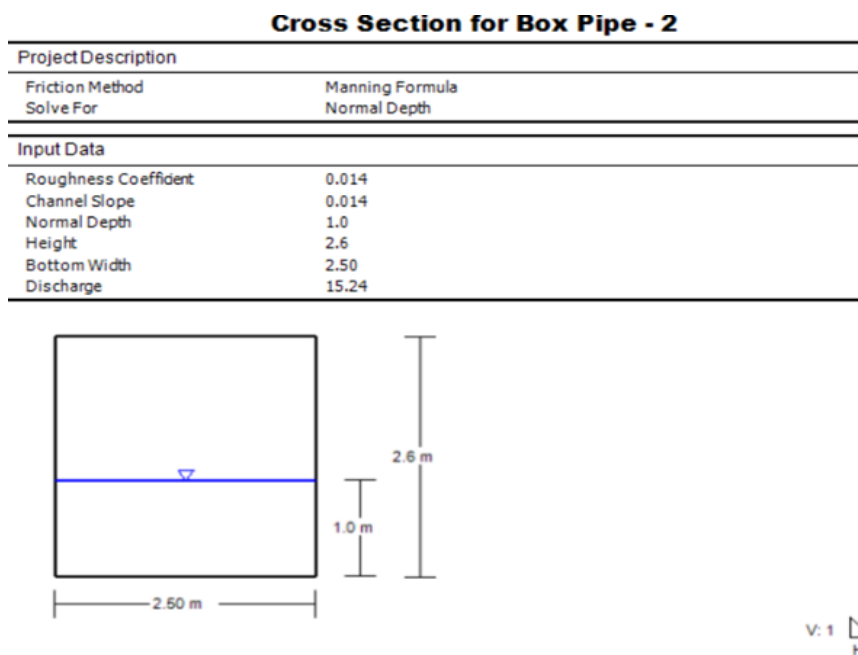 Cross Section for Box Pipe - 2
Project Description
Friction Method Manning Formula
Solve For Normal Depth
Input Data
Roughness Coefficient 0.014
Channel Slope 0.014
Normal Depth 1.0
Height 2.6
Bottom Width 2.50
Discharge 15.24
2.6 m
1.0 m
2.50 m
V: 1